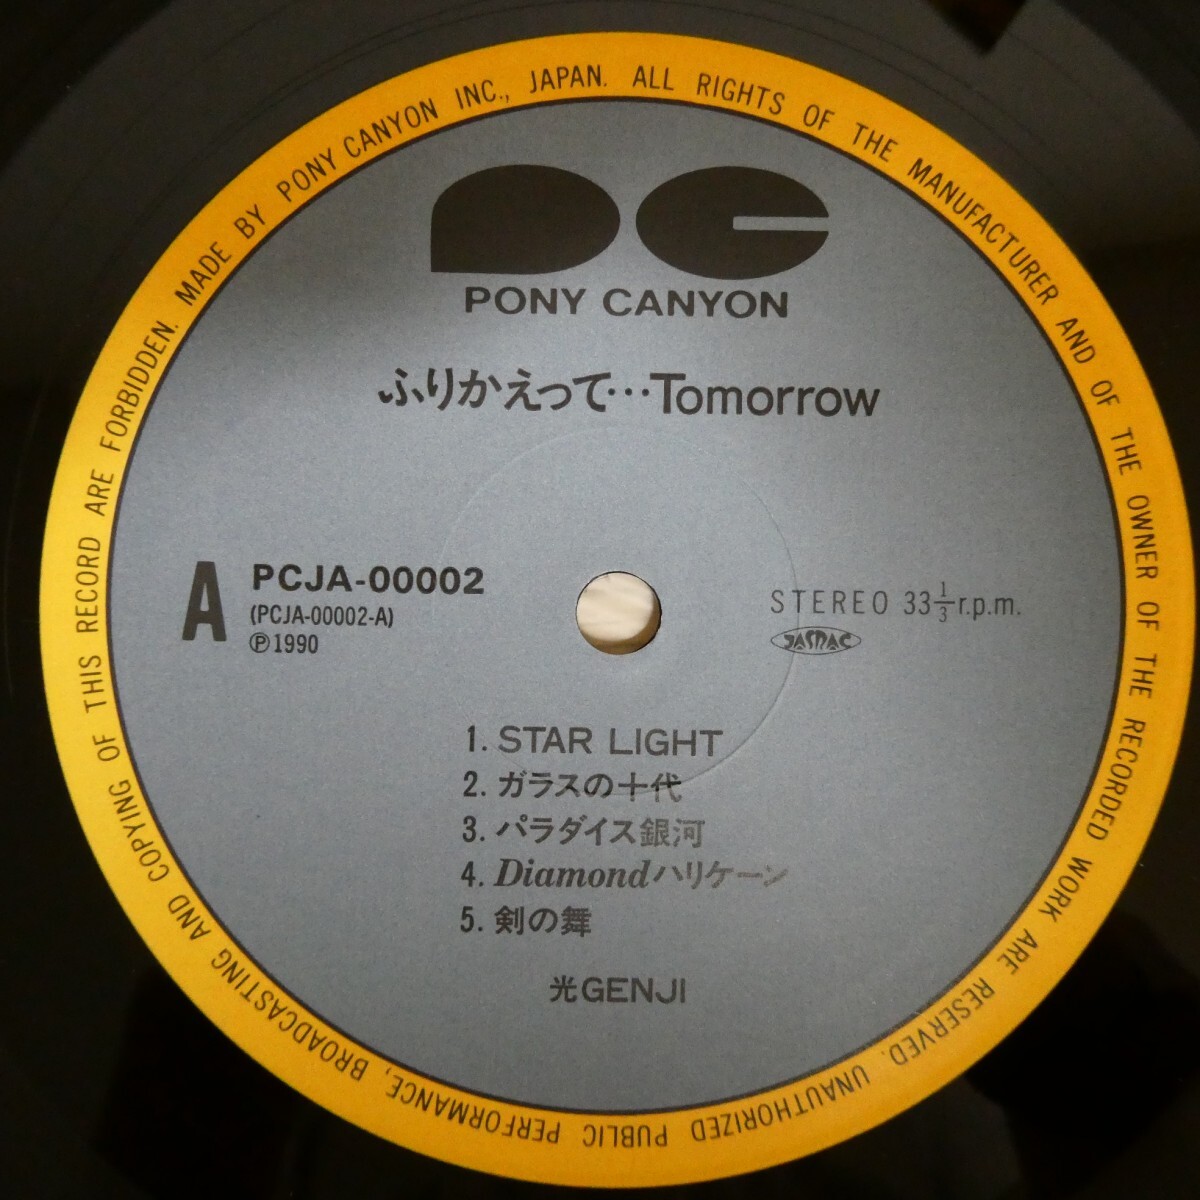 MADE BY PONY CANYON INC., JAPAN. ALL RIGHTS OF THE MANUFACTURER AND OF THE OWNER OF THE RECORDED WORK ARE RESERVED. UNAUTHORIZED PUBLIC PERFORMANCE, BROADCASTING AND COPYING OF THIS RECORD ARE FORBIDDEN.
PC
PONY CANYON
ふりかえって…Tomorrow
A
PCJA-00002
(PCJA-00002-A)
Ⓟ1990
STEREO 33⅓r.p.m.
JASRAC
1. STAR LIGHT
2. ガラスの十代
3. パラダイス銀河
4. Diamondハリケーン
5. 剣の舞
光GENJI